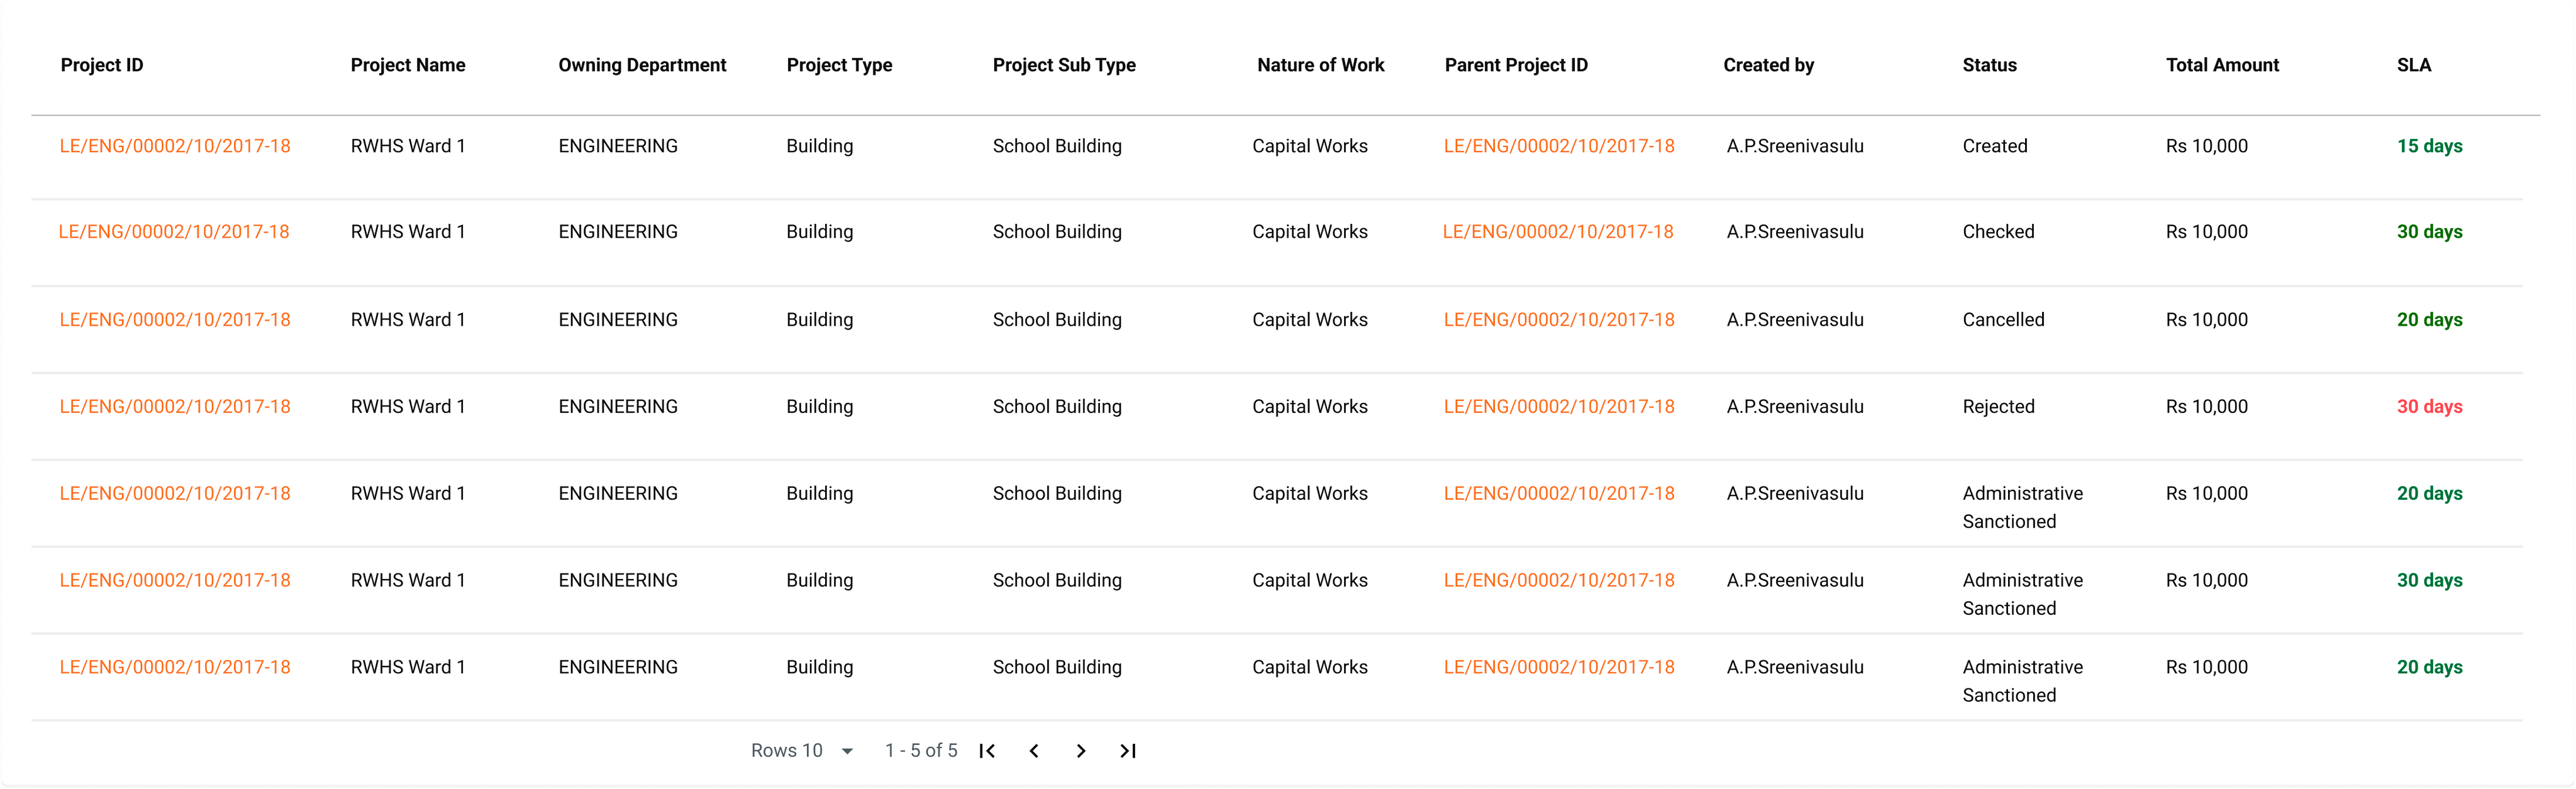 Project ID Project Name Owning Department Project Type Project Sub Type Nature of Work Parent Project ID Created by Status Total Amount SLA
LE/ENG/00002/10/2017-18 RWHS Ward 1 ENGINEERING Building School Building Capital Works LE/ENG/00002/10/2017-18 A.P.Sreenivasulu Created Rs 10,000 15 days
LE/ENG/00002/10/2017-18 RWHS Ward 1 ENGINEERING Building School Building Capital Works LE/ENG/00002/10/2017-18 A.P.Sreenivasulu Checked Rs 10,000 30 days
LE/ENG/00002/10/2017-18 RWHS Ward 1 ENGINEERING Building School Building Capital Works LE/ENG/00002/10/2017-18 A.P.Sreenivasulu Cancelled Rs 10,000 20 days
LE/ENG/00002/10/2017-18 RWHS Ward 1 ENGINEERING Building School Building Capital Works LE/ENG/00002/10/2017-18 A.P.Sreenivasulu Rejected Rs 10,000 30 days
LE/ENG/00002/10/2017-18 RWHS Ward 1 ENGINEERING Building School Building Capital Works LE/ENG/00002/10/2017-18 A.P.Sreenivasulu Administrative Rs 10,000 20 days
Sanctioned
LE/ENG/00002/10/2017-18 RWHS Ward 1 ENGINEERING Building School Building Capital Works LE/ENG/00002/10/2017-18 A.P.Sreenivasulu Administrative Rs 10,000 30 days
Sanctioned
LE/ENG/00002/10/2017-18 RWHS Ward 1 ENGINEERING Building School Building Capital Works LE/ENG/00002/10/2017-18 A.P.Sreenivasulu Administrative Rs 10,000 20 days
Sanctioned
Rows 10 1 - 5 of 5